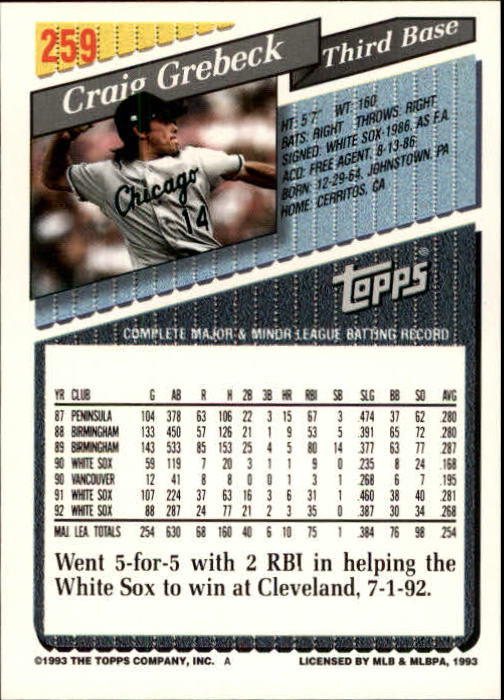 259
Craig Grebeck
Third Base
HT: 5'7" WT: 160
BATS: RIGHT THROWS: RIGHT
SIGNED: WHITE SOX-1986, AS F.A.
ACQ: FREE AGENT, 8-13-86
BORN: 12-29-64, JOHNSTOWN, PA
HOME: CERRITOS, CA
Chicago
14
TOPPS®
COMPLETE MAJOR & MINOR LEAGUE BATTING RECORD
YR CLUB G AB R H 2B 3B HR RBI SB SLG BB SO AVG
87 PENINSULA 104 378 63 106 22 3 15 67 3 .474 37 62 .280
88 BIRMINGHAM 133 450 57 126 21 1 9 53 5 .391 65 72 .280
89 BIRMINGHAM 143 533 85 153 25 4 5 80 14 .377 63 77 .287
90 WHITE SOX 59 119 7 20 3 1 1 9 0 .235 8 24 .168
90 VANCOUVER 12 41 8 8 0 0 1 3 1 .268 6 7 .195
91 WHITE SOX 107 224 37 63 16 3 6 31 1 .460 38 40 .281
92 WHITE SOX 88 287 24 77 21 2 3 35 0 .387 30 34 .268
MAJ. LEA. TOTALS 254 630 68 160 40 6 10 75 1 .384 76 98 .254
Went 5-for-5 with 2 RBI in helping the
White Sox to win at Cleveland, 7-1-92.
©1993 THE TOPPS COMPANY, INC. A
LICENSED BY MLB & MLBPA, 1993